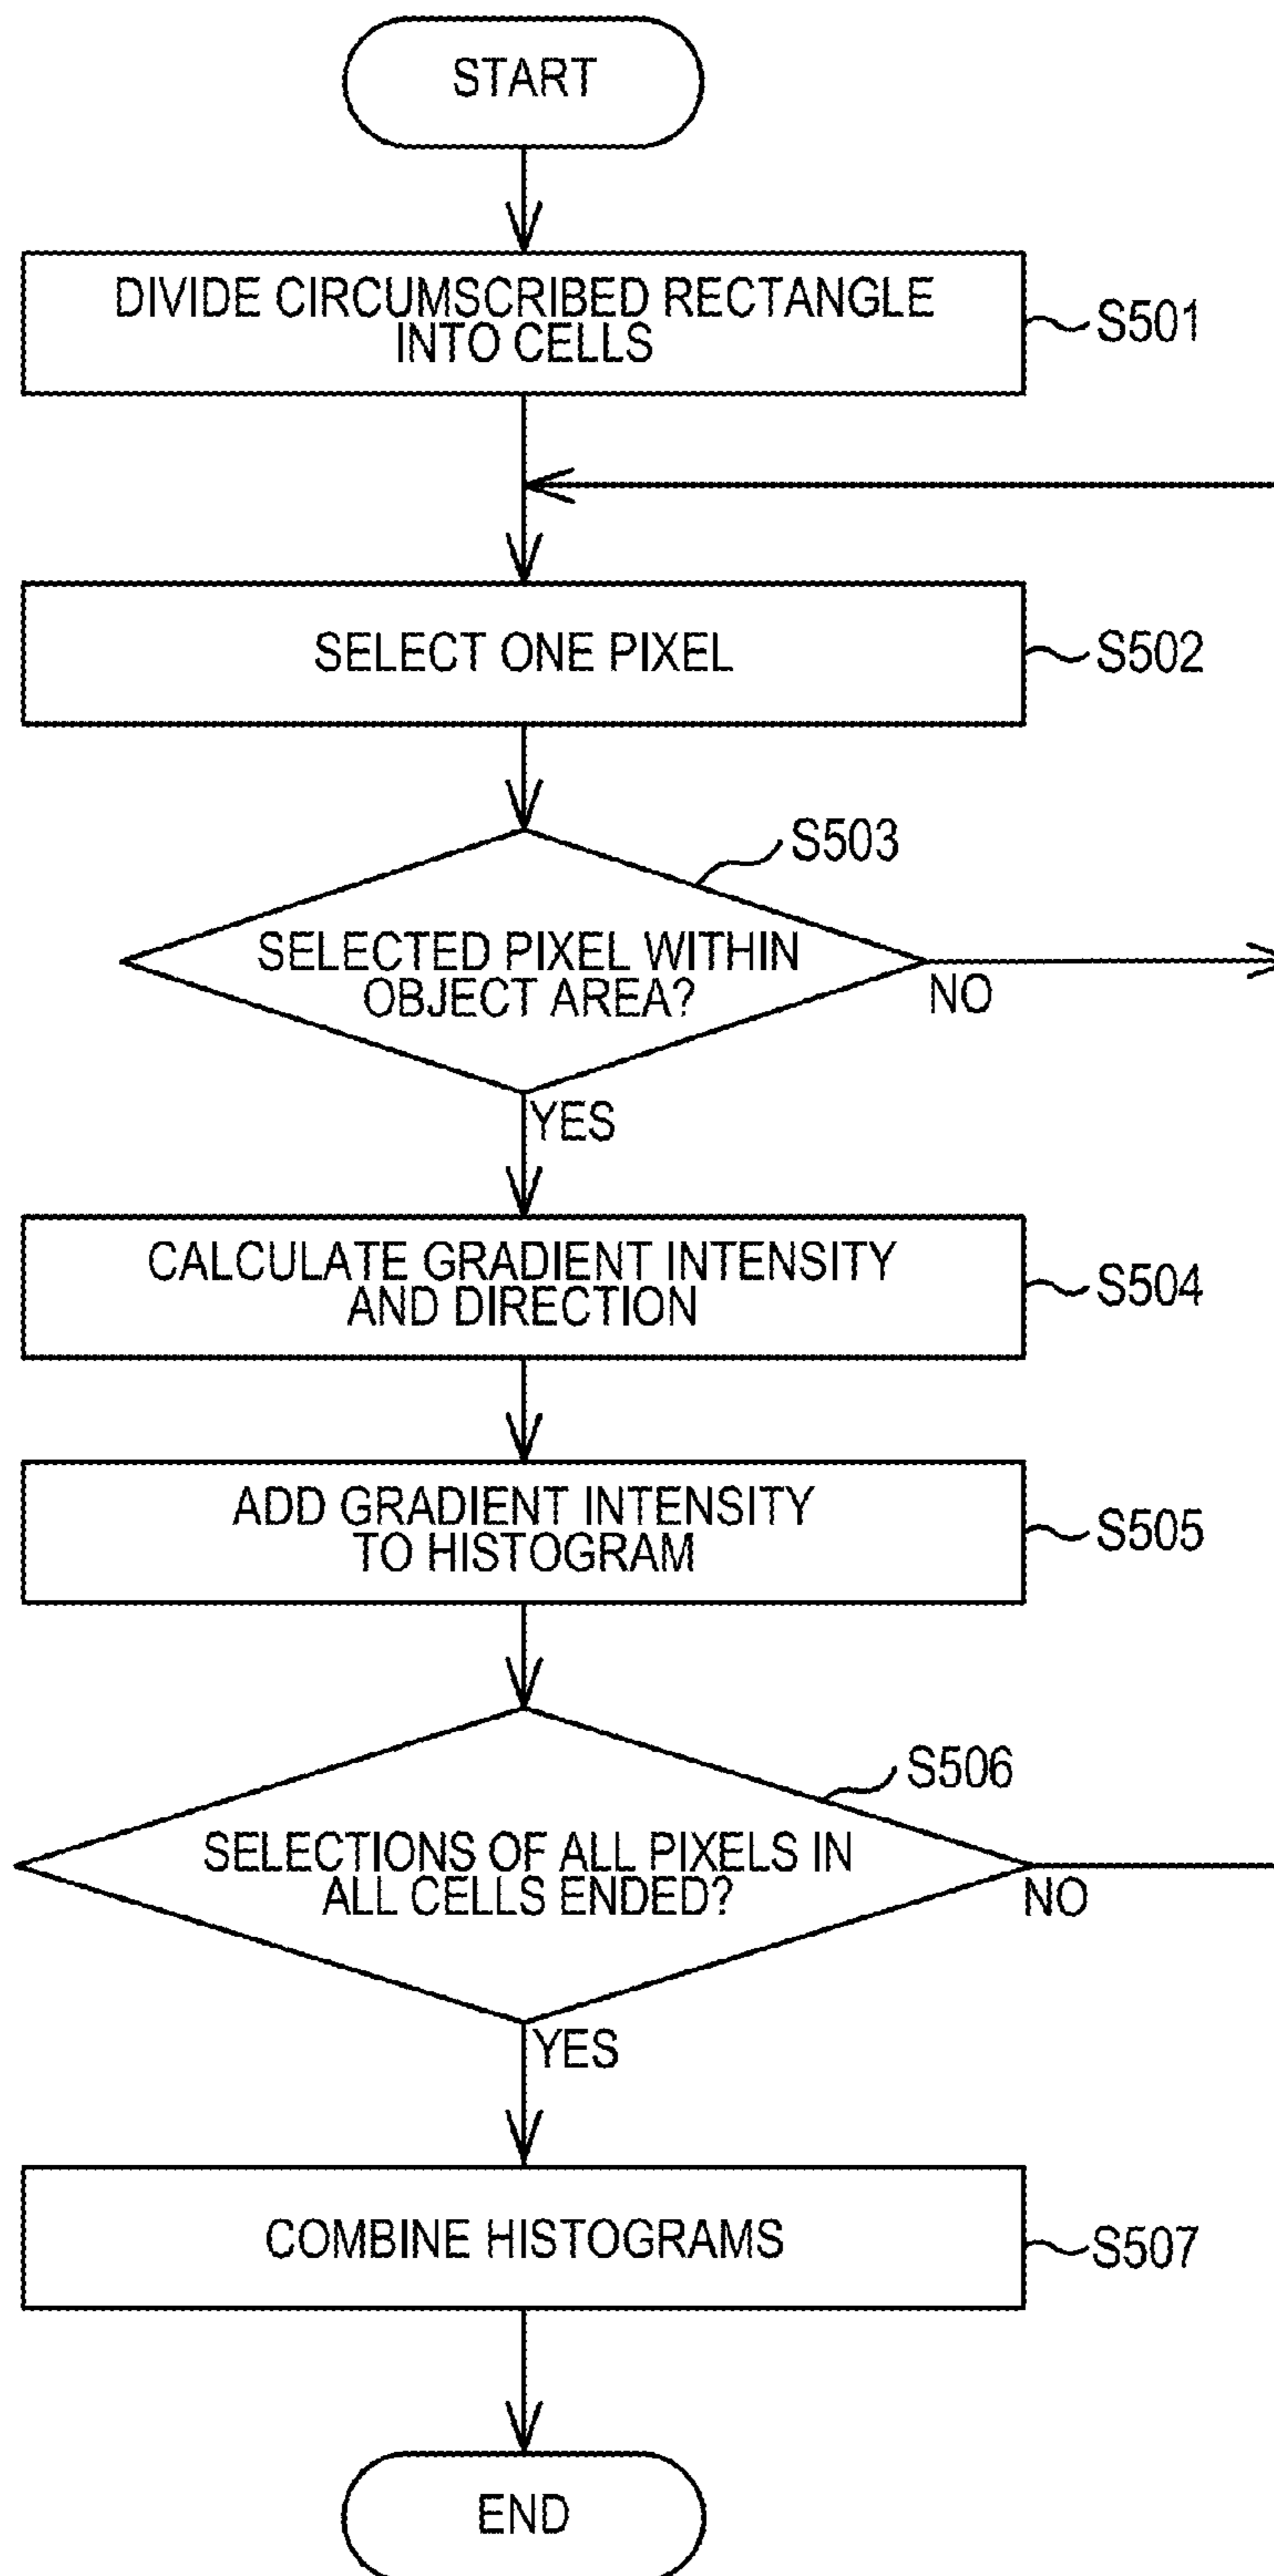 START
DIVIDE CIRCUMSCRIBED RECTANGLE
INTO CELLS
S501
SELECT ONE PIXEL
S502
S503
SELECTED PIXEL WITHIN
OBJECT AREA?
NO
YES
CALCULATE GRADIENT INTENSITY
AND DIRECTION
S504
ADD GRADIENT INTENSITY
TO HISTOGRAM
S505
S506
SELECTIONS OF ALL PIXELS IN
ALL CELLS ENDED?
NO
YES
COMBINE HISTOGRAMS
S507
END